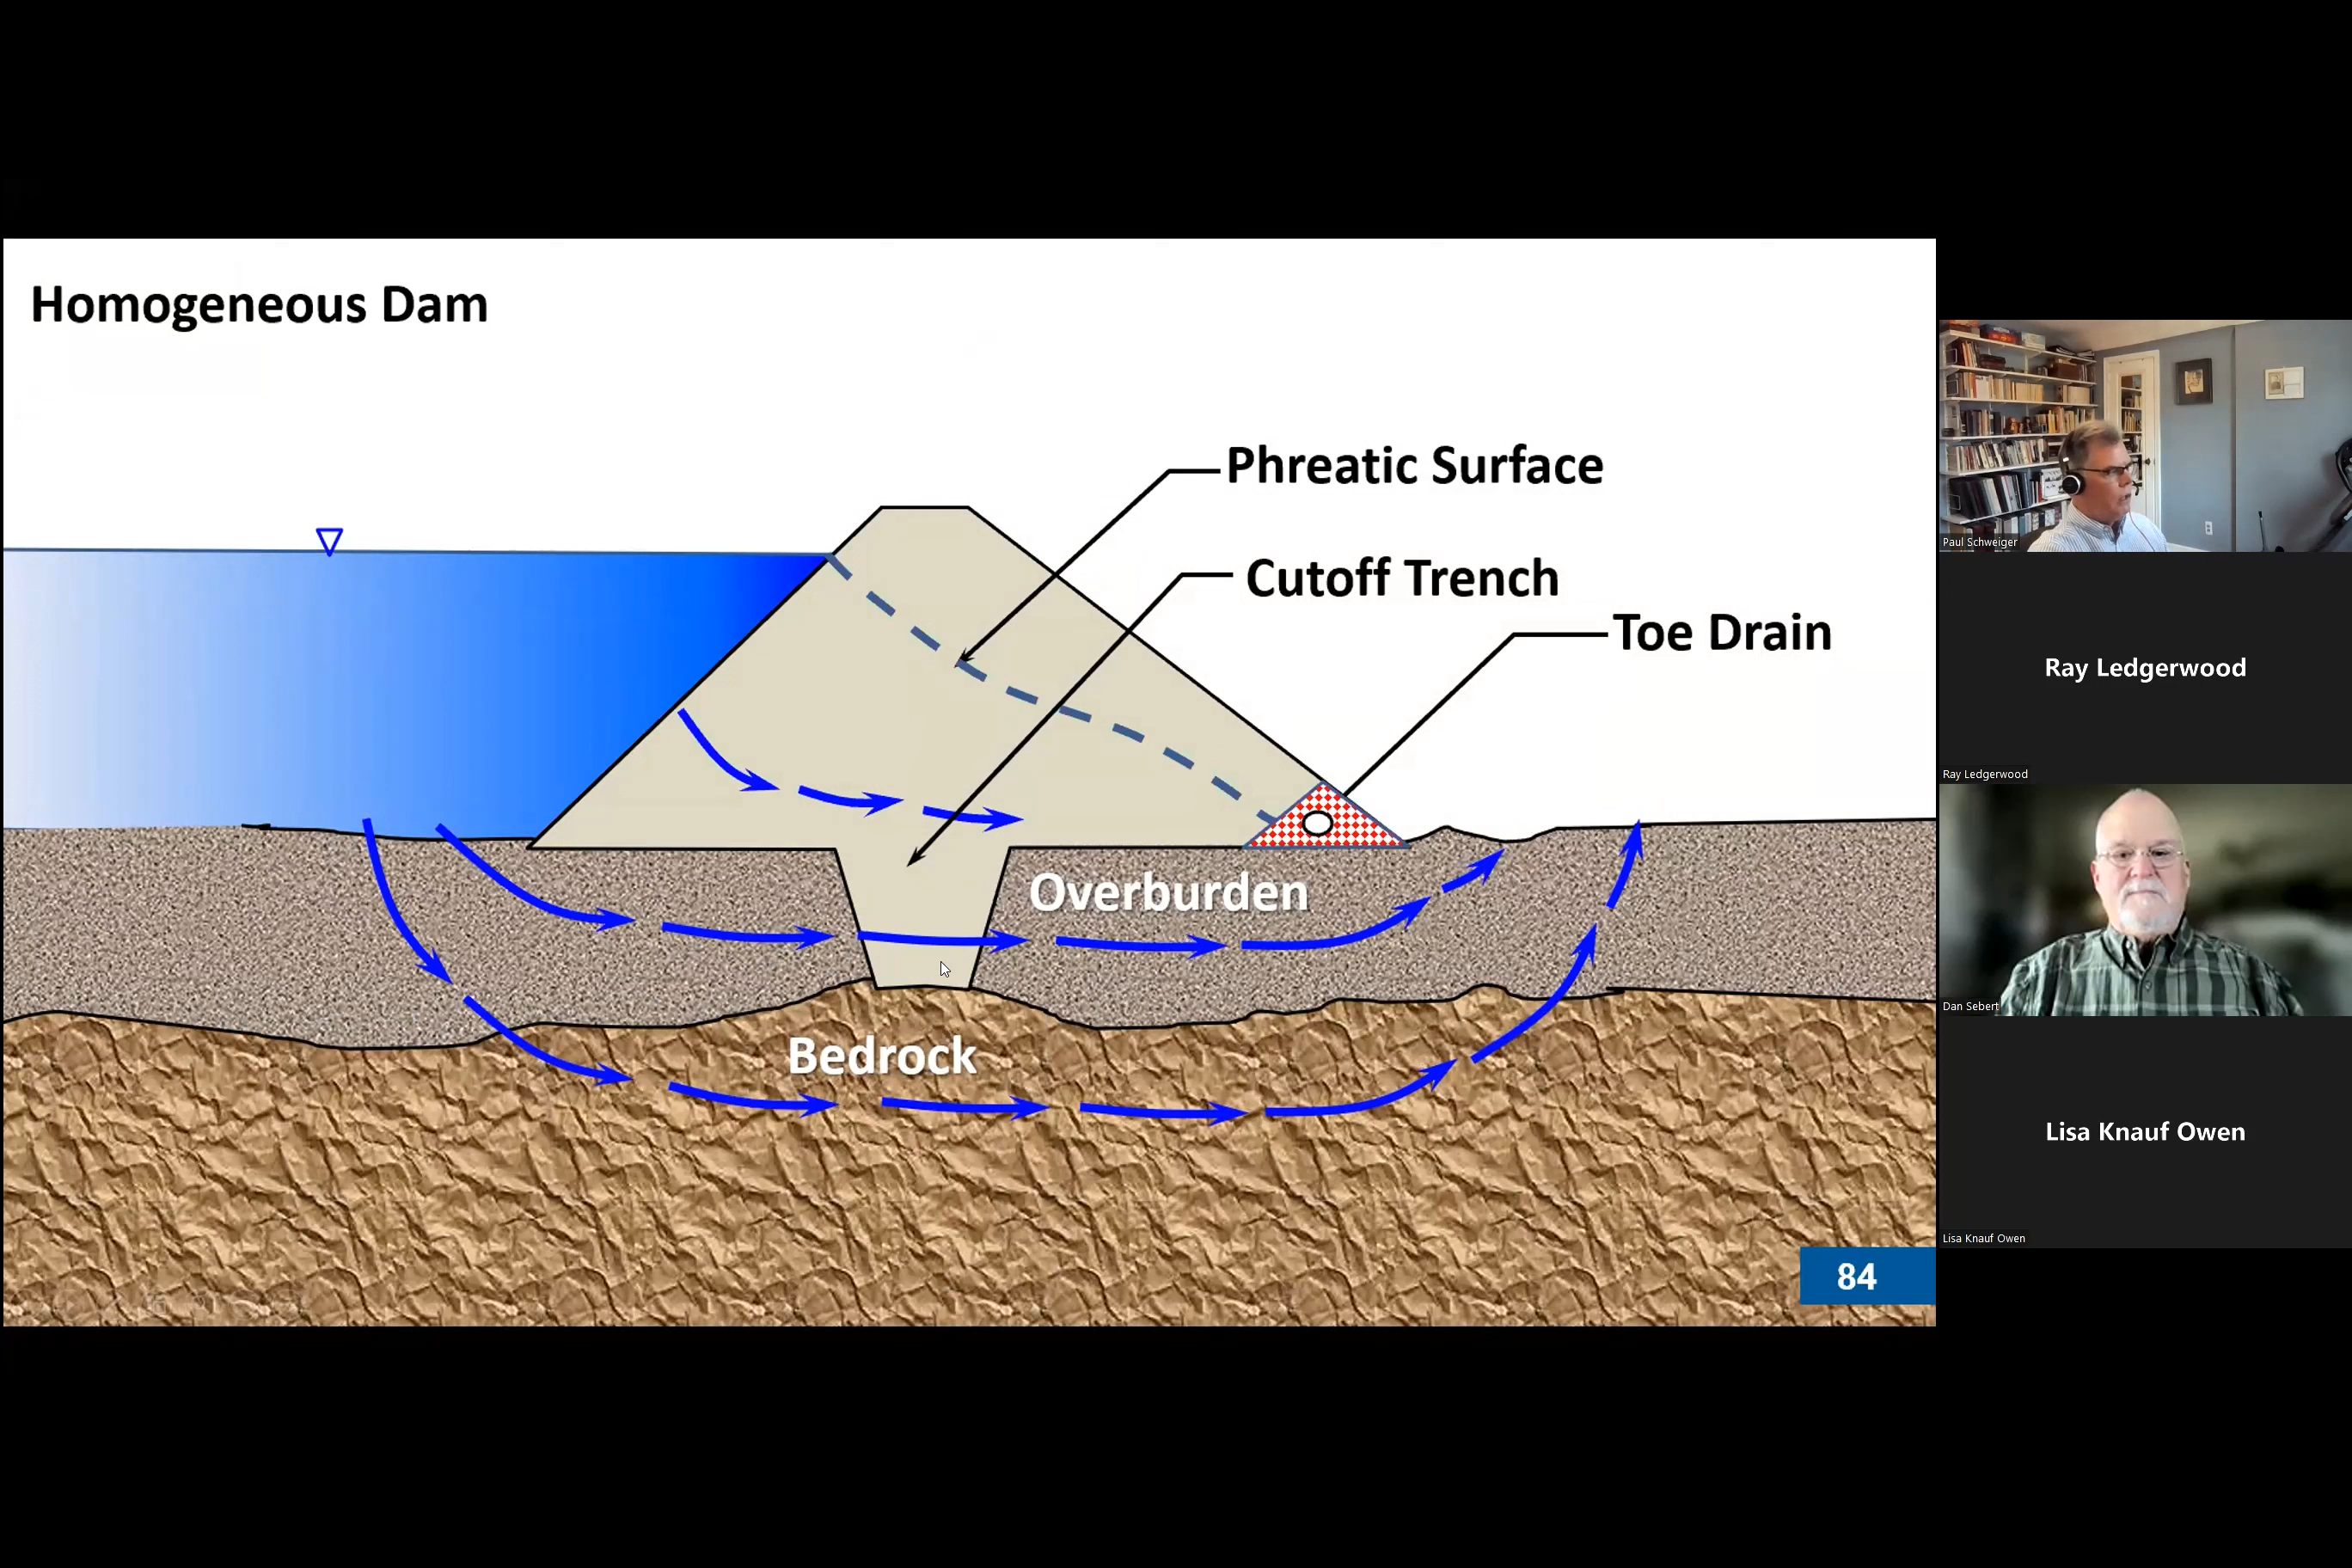 Homogeneous Dam
Phreatic Surface
Cutoff Trench
Toe Drain
Overburden
Bedrock
84
Paul Schweiger
Ray Ledgerwood
Ray Ledgerwood
Dan Sebert
Lisa Knauf Owen
Lisa Knauf Owen